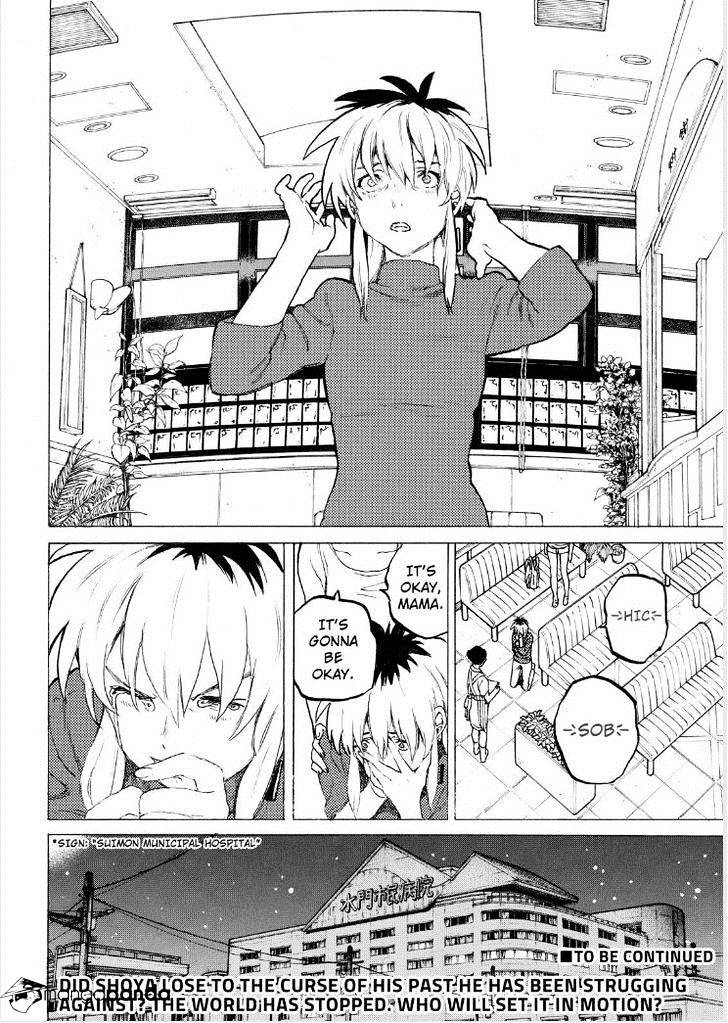 IT'S
OKAY,
MAMA.
IT'S
GONNA
BE
OKAY.
HIC
SOB
*SIGN: "SUIMON MUNICIPAL HOSPITAL"
水門市民病院
■TO BE CONTINUED
DID SHOYA LOSE TO THE CURSE OF HIS PAST HE HAS BEEN STRUGGING
AGAINST? THE WORLD HAS STOPPED. WHO WILL SET IT IN MOTION?